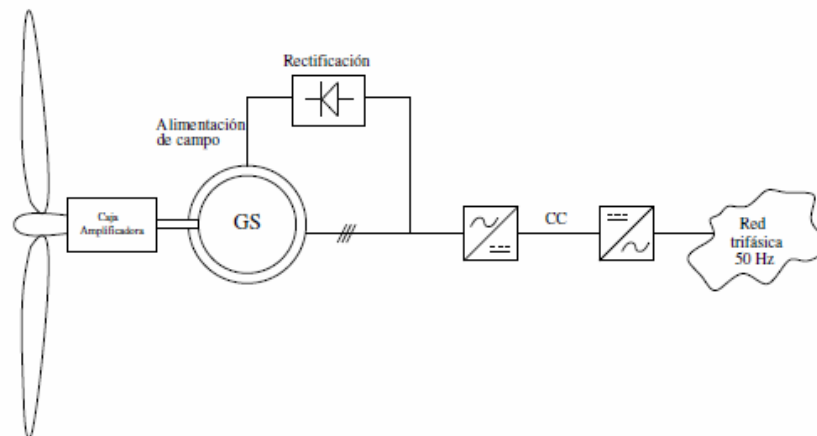 Rectificación
Alimentación
de campo
Caja
Amplificadora
GS
CC
Red
trifásica
50 Hz